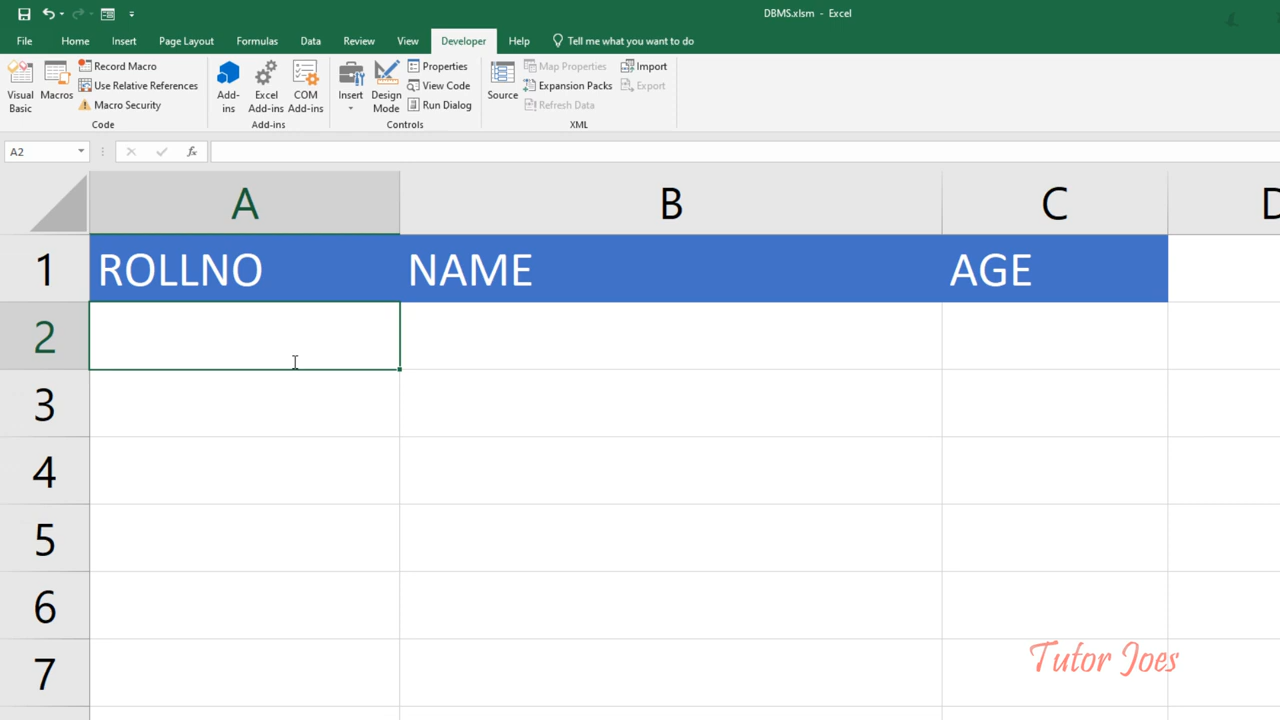 DBMS.xlsm - Excel
File Home Insert Page Layout Formulas Data Review View Developer Help Tell me what you want to do
Visual Basic
Macros
Record Macro
Use Relative References
Macro Security
Code
Add-ins
Excel Add-ins
COM Add-ins
Add-ins
Insert
Design Mode
Properties
View Code
Run Dialog
Controls
Source
Map Properties
Expansion Packs
Refresh Data
Import
Export
XML
A2 fx
A B C D
1 ROLLNO NAME AGE
2
3
4
5
6
7
Tutor Joes